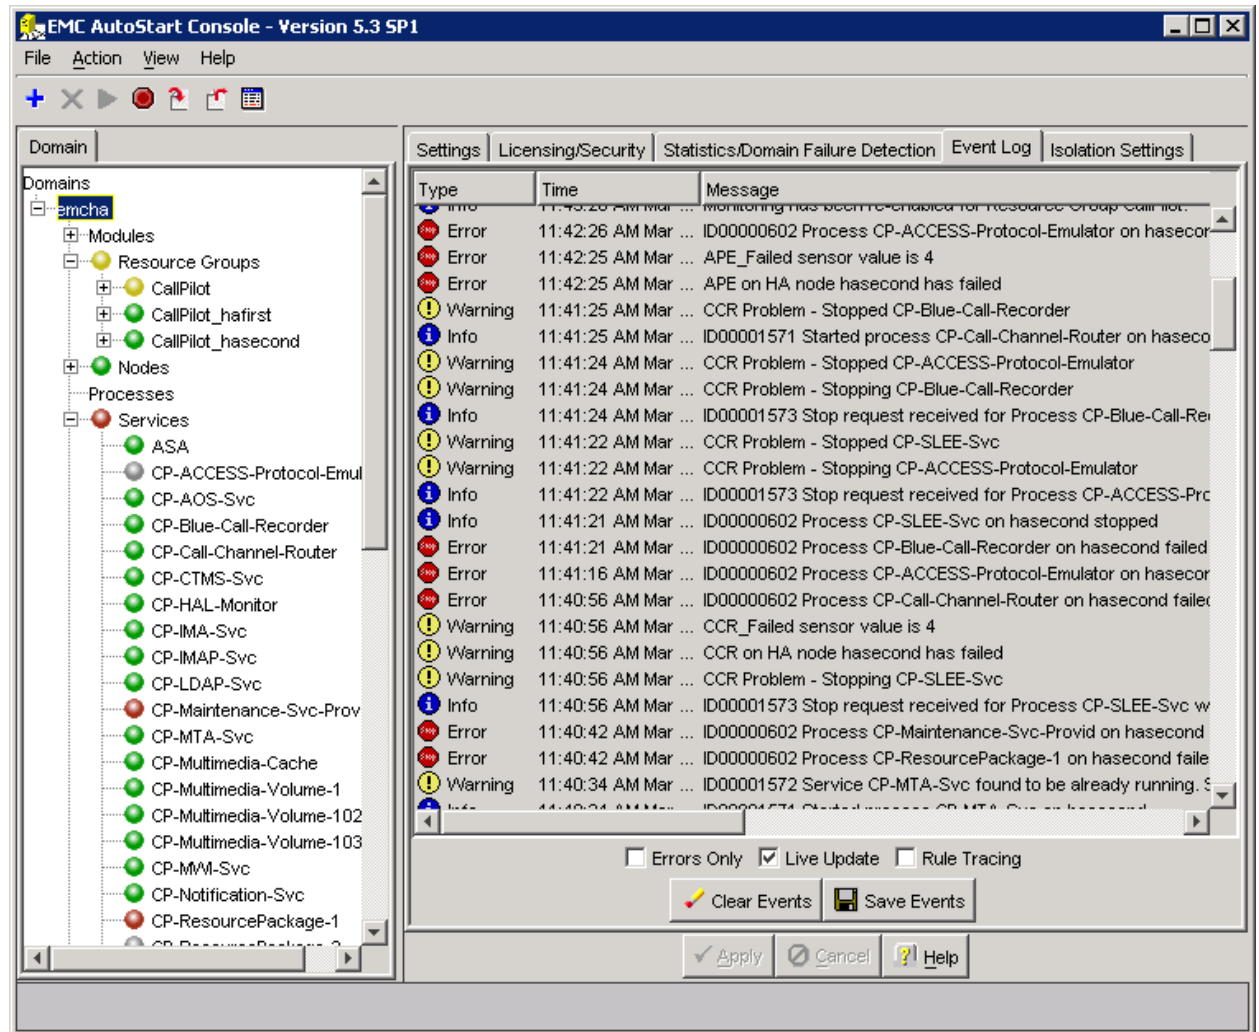 EMC AutoStart Console - Version 5.3 SP1
File Action View Help
Domain
Domains
emcha
Modules
Resource Groups
CallPilot
CallPilot_hafirst
CallPilot_hasecond
Nodes
Processes
Services
ASA
CP-ACCESS-Protocol-Emul
CP-AOS-Svc
CP-Blue-Call-Recorder
CP-Call-Channel-Router
CP-CTMS-Svc
CP-HAL-Monitor
CP-IMA-Svc
CP-IMAP-Svc
CP-LDAP-Svc
CP-Maintenance-Svc-Prov
CP-MTA-Svc
CP-Multimedia-Cache
CP-Multimedia-Volume-1
CP-Multimedia-Volume-102
CP-Multimedia-Volume-103
CP-MWI-Svc
CP-Notification-Svc
CP-ResourcePackage-1
Settings Licensing/Security Statistics/Domain Failure Detection Event Log Isolation Settings
Type Time Message
Monitoring has been re-enabled for Resource Group CallPilot.
Error 11:42:26 AM Mar ... ID00000602 Process CP-ACCESS-Protocol-Emulator on hasecor
Error 11:42:25 AM Mar ... APE_Failed sensor value is 4
Error 11:42:25 AM Mar ... APE on HA node hasecond has failed
Warning 11:41:25 AM Mar ... CCR Problem - Stopped CP-Blue-Call-Recorder
Info 11:41:25 AM Mar ... ID00001571 Started process CP-Call-Channel-Router on haseco
Warning 11:41:24 AM Mar ... CCR Problem - Stopped CP-ACCESS-Protocol-Emulator
Warning 11:41:24 AM Mar ... CCR Problem - Stopping CP-Blue-Call-Recorder
Info 11:41:24 AM Mar ... ID00001573 Stop request received for Process CP-Blue-Call-Re
Warning 11:41:22 AM Mar ... CCR Problem - Stopped CP-SLEE-Svc
Warning 11:41:22 AM Mar ... CCR Problem - Stopping CP-ACCESS-Protocol-Emulator
Info 11:41:22 AM Mar ... ID00001573 Stop request received for Process CP-ACCESS-Prc
Info 11:41:21 AM Mar ... ID00000602 Process CP-SLEE-Svc on hasecond stopped
Error 11:41:21 AM Mar ... ID00000602 Process CP-Blue-Call-Recorder on hasecond failed
Error 11:41:16 AM Mar ... ID00000602 Process CP-ACCESS-Protocol-Emulator on hasecor
Error 11:40:56 AM Mar ... ID00000602 Process CP-Call-Channel-Router on hasecond failed
Warning 11:40:56 AM Mar ... CCR_Failed sensor value is 4
Warning 11:40:56 AM Mar ... CCR on HA node hasecond has failed
Warning 11:40:56 AM Mar ... CCR Problem - Stopping CP-SLEE-Svc
Info 11:40:56 AM Mar ... ID00001573 Stop request received for Process CP-SLEE-Svc w
Error 11:40:42 AM Mar ... ID00000602 Process CP-Maintenance-Svc-Provid on hasecond
Error 11:40:42 AM Mar ... ID00000602 Process CP-ResourcePackage-1 on hasecond faile
Warning 11:40:34 AM Mar ... ID00001572 Service CP-MTA-Svc found to be already running. S
Errors Only Live Update Rule Tracing
Clear Events Save Events
Apply Cancel Help